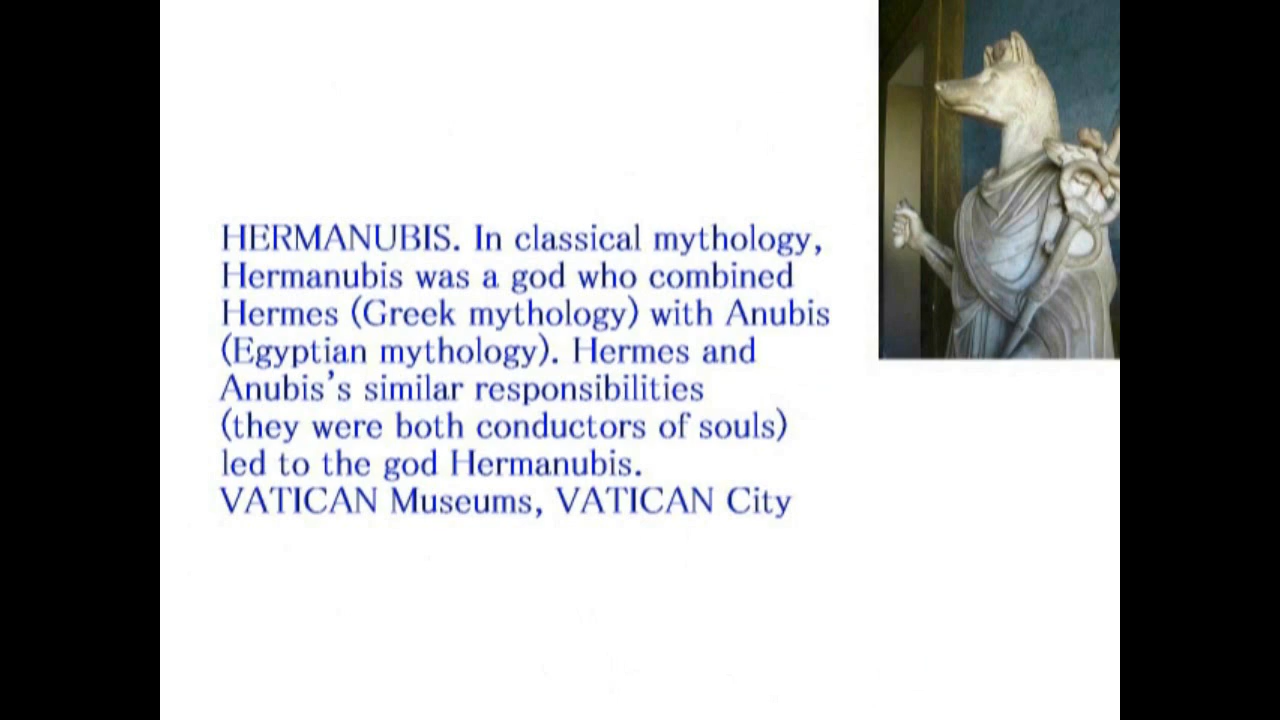 HERMANUBIS. In classical mythology,
Hermanubis was a god who combined
Hermes (Greek mythology) with Anubis
(Egyptian mythology). Hermes and
Anubis’s similar responsibilities
(they were both conductors of souls)
led to the god Hermanubis.
VATICAN Museums, VATICAN City